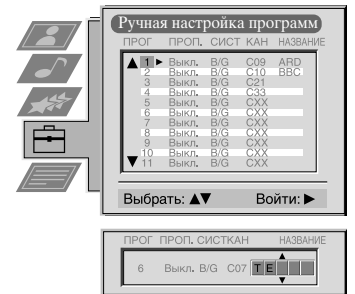 Ручная настройка программ
ПРОГ ПРОП. СИСТ КАН НАЗВАНИЕ
▲ 1 ► Выкл. B/G C09 ARD
2 Выкл. B/G C10 BBC
3 Выкл. B/G C21
4 Выкл. B/G C33
5 Выкл. B/G CXX
6 Выкл. B/G CXX
7 Выкл. B/G CXX
8 Выкл. B/G CXX
9 Выкл. B/G CXX
10 Выкл. B/G CXX
▼ 11 Выкл. B/G CXX
Выбрать: ▲▼ Войти: ►
ПРОГ ПРОП. СИСТКАН НАЗВАНИЕ
6 Выкл. B/G C07 T E